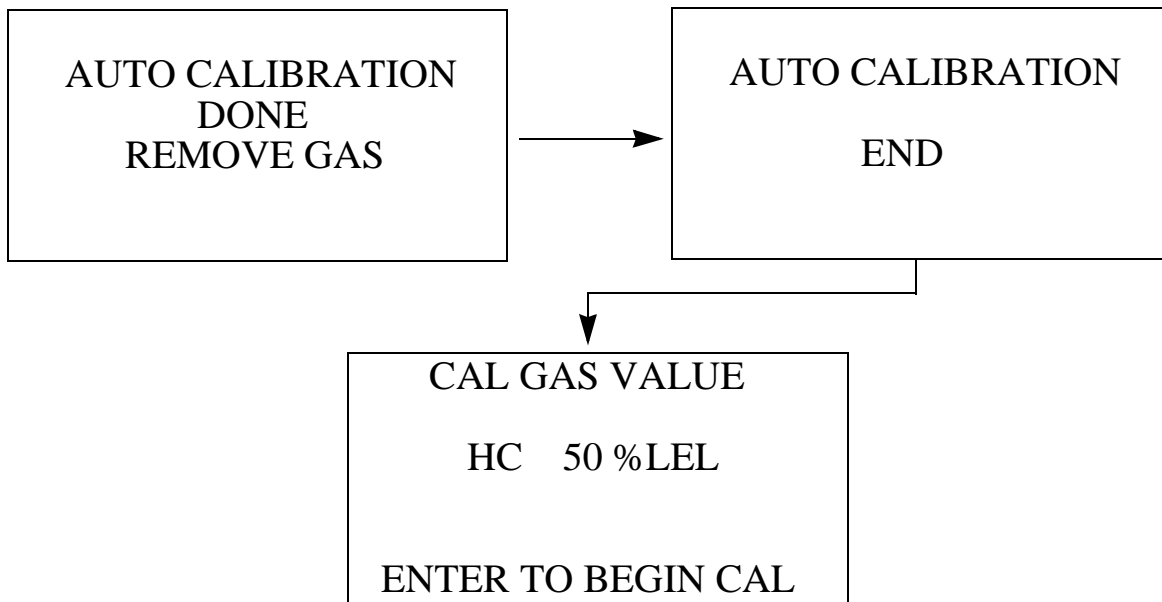 AUTO CALIBRATION
DONE
REMOVE GAS
AUTO CALIBRATION
END
CAL GAS VALUE
HC 50 %LEL
ENTER TO BEGIN CAL